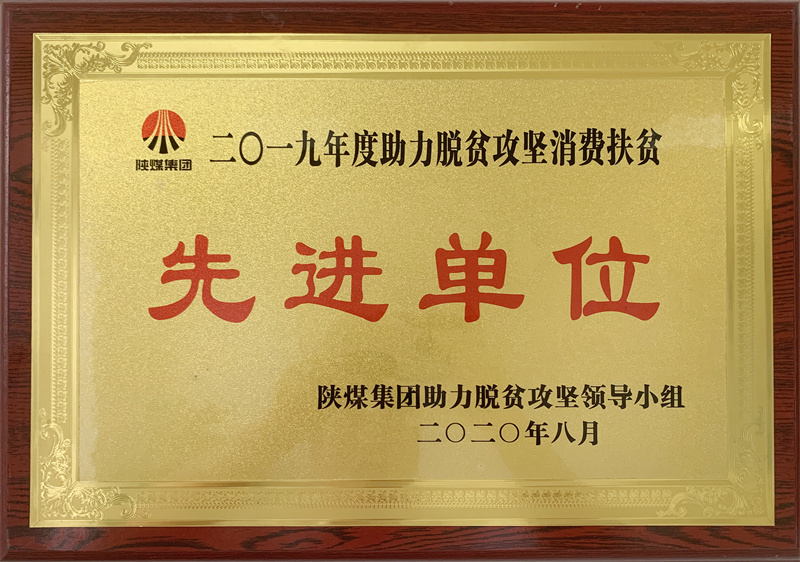 陕煤集团
二〇一九年度助力脱贫攻坚消费扶贫
先进单位
陕煤集团助力脱贫攻坚领导小组
二〇二〇年八月